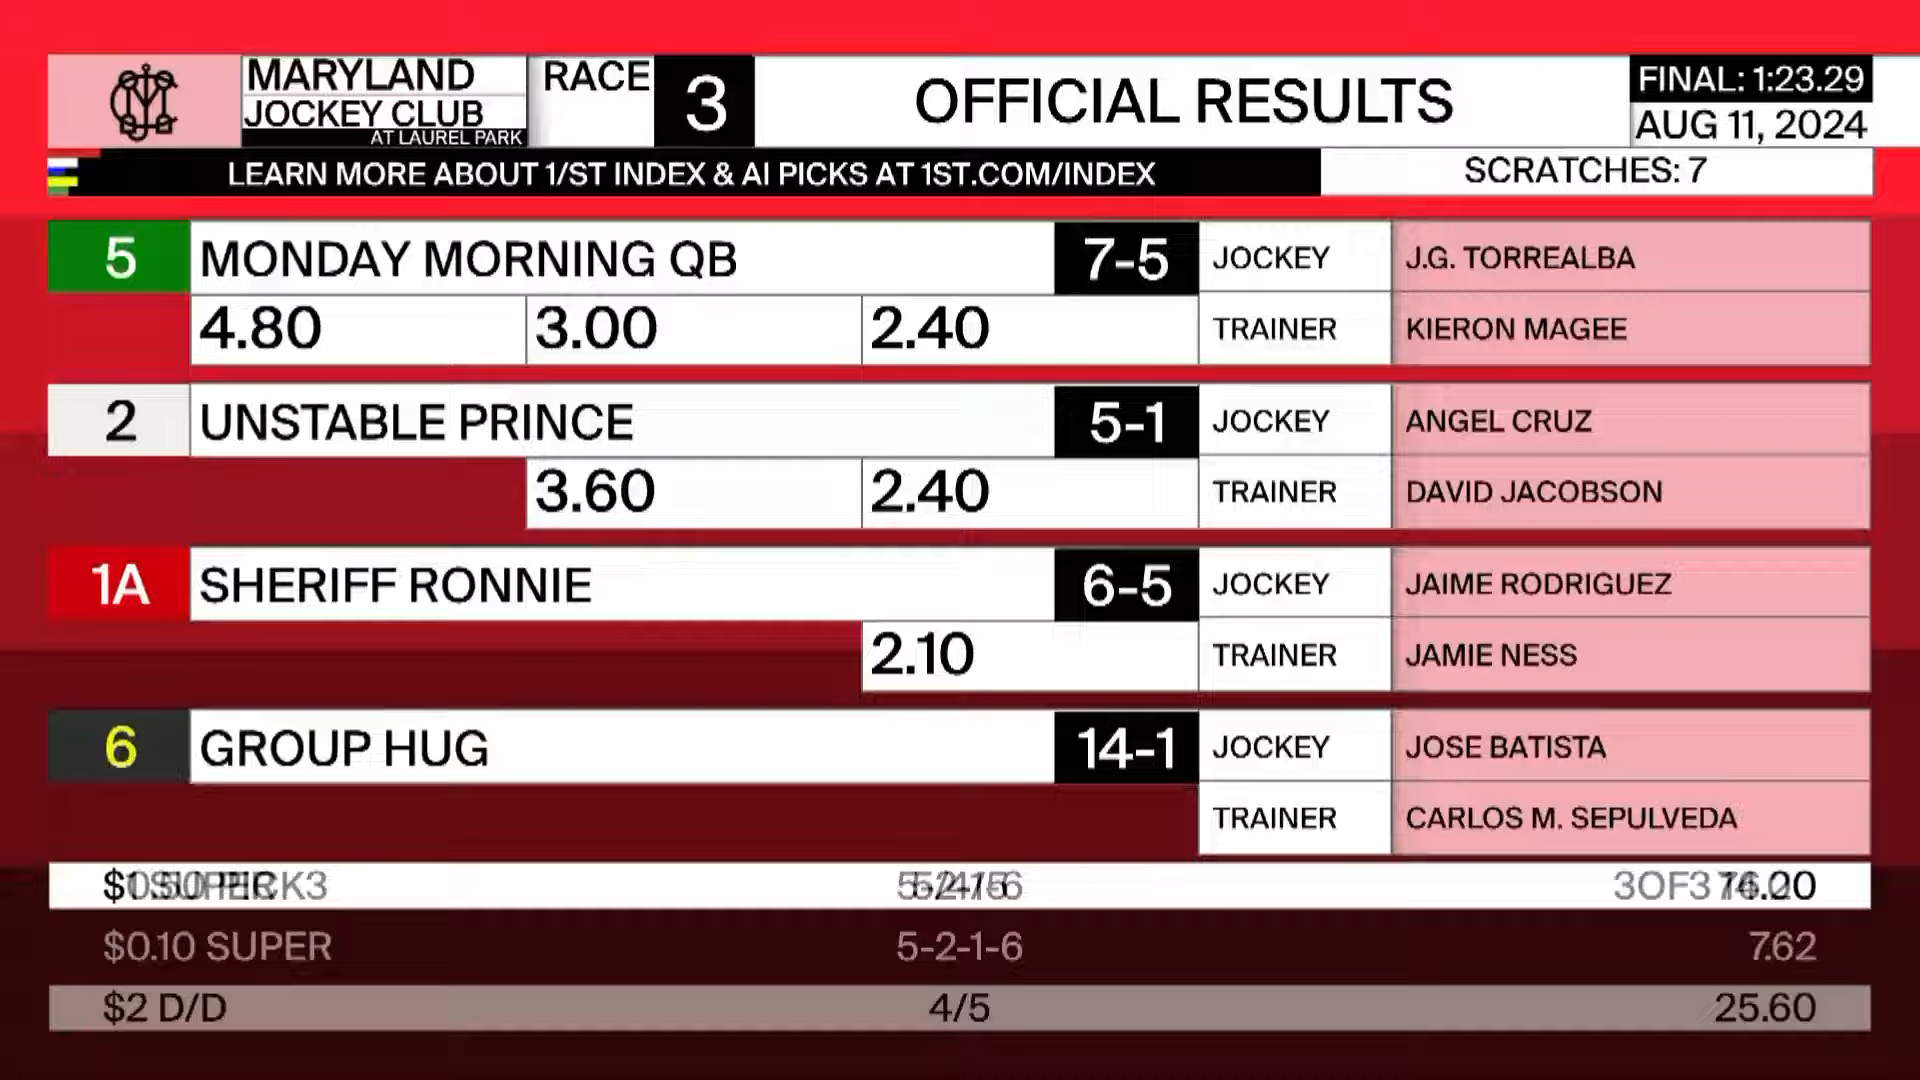 MARYLAND
JOCKEY CLUB
AT LAUREL PARK
RACE 3
OFFICIAL RESULTS
FINAL: 1:23.29
AUG 11, 2024
LEARN MORE ABOUT 1/ST INDEX & AI PICKS AT 1ST.COM/INDEX
SCRATCHES: 7
5 MONDAY MORNING QB 7-5 JOCKEY J.G. TORREALBA
4.80 3.00 2.40 TRAINER KIERON MAGEE
2 UNSTABLE PRINCE 5-1 JOCKEY ANGEL CRUZ
3.60 2.40 TRAINER DAVID JACOBSON
1A SHERIFF RONNIE 6-5 JOCKEY JAIME RODRIGUEZ
2.10 TRAINER JAMIE NESS
6 GROUP HUG 14-1 JOCKEY JOSE BATISTA
TRAINER CARLOS M. SEPULVEDA
$0.10 SUPER 5-2-1-6 7.62
$2 D/D 4/5 25.60